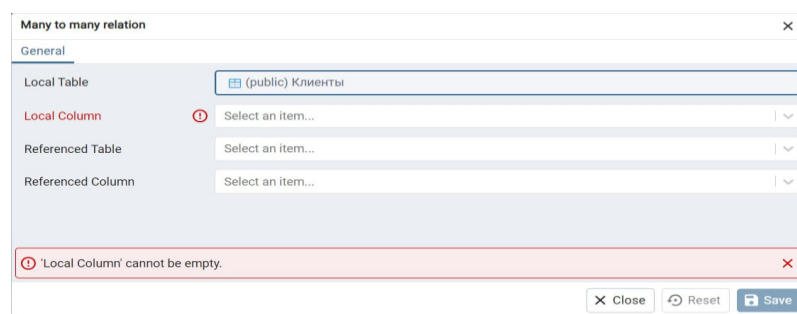 Many to many relation
General
Local Table (public) Клиенты
Local Column Select an item...
Referenced Table Select an item...
Referenced Column Select an item...
'Local Column' cannot be empty.
Close Reset Save